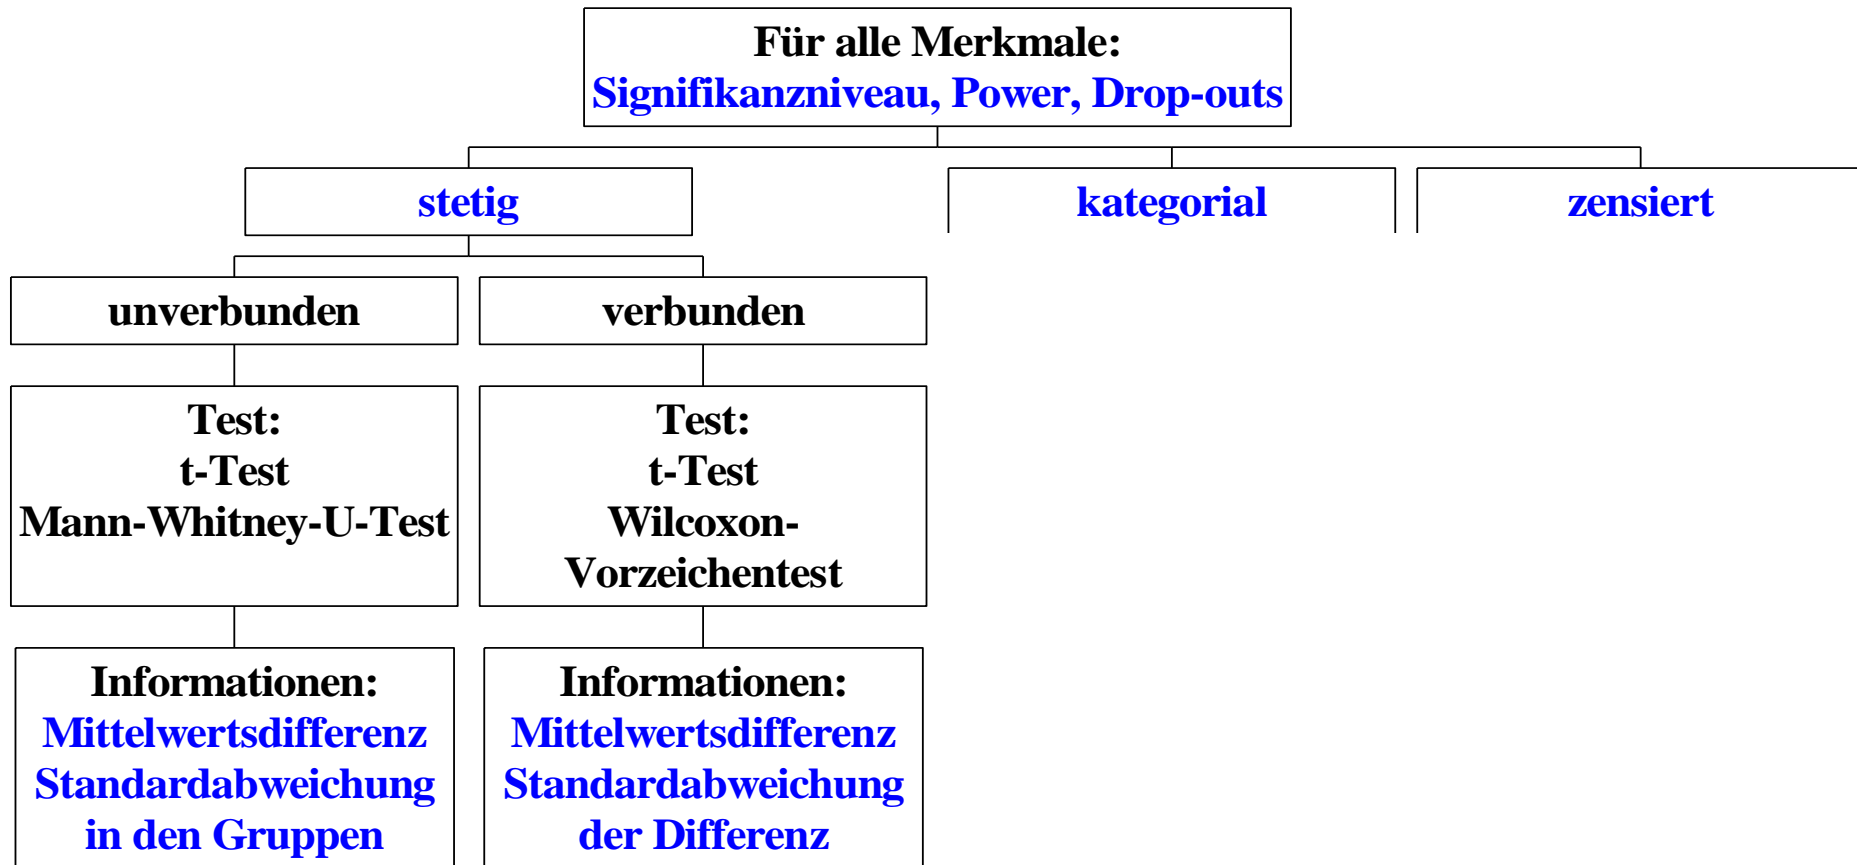 Für alle Merkmale:
Signifikanzniveau, Power, Drop-outs
stetig
kategorial
zensiert
unverbunden
verbunden
Test:
t-Test
Mann-Whitney-U-Test
Test:
t-Test
Wilcoxon-
Vorzeichentest
Informationen:
Mittelwertsdifferenz
Standardabweichung
in den Gruppen
Informationen:
Mittelwertsdifferenz
Standardabweichung
der Differenz